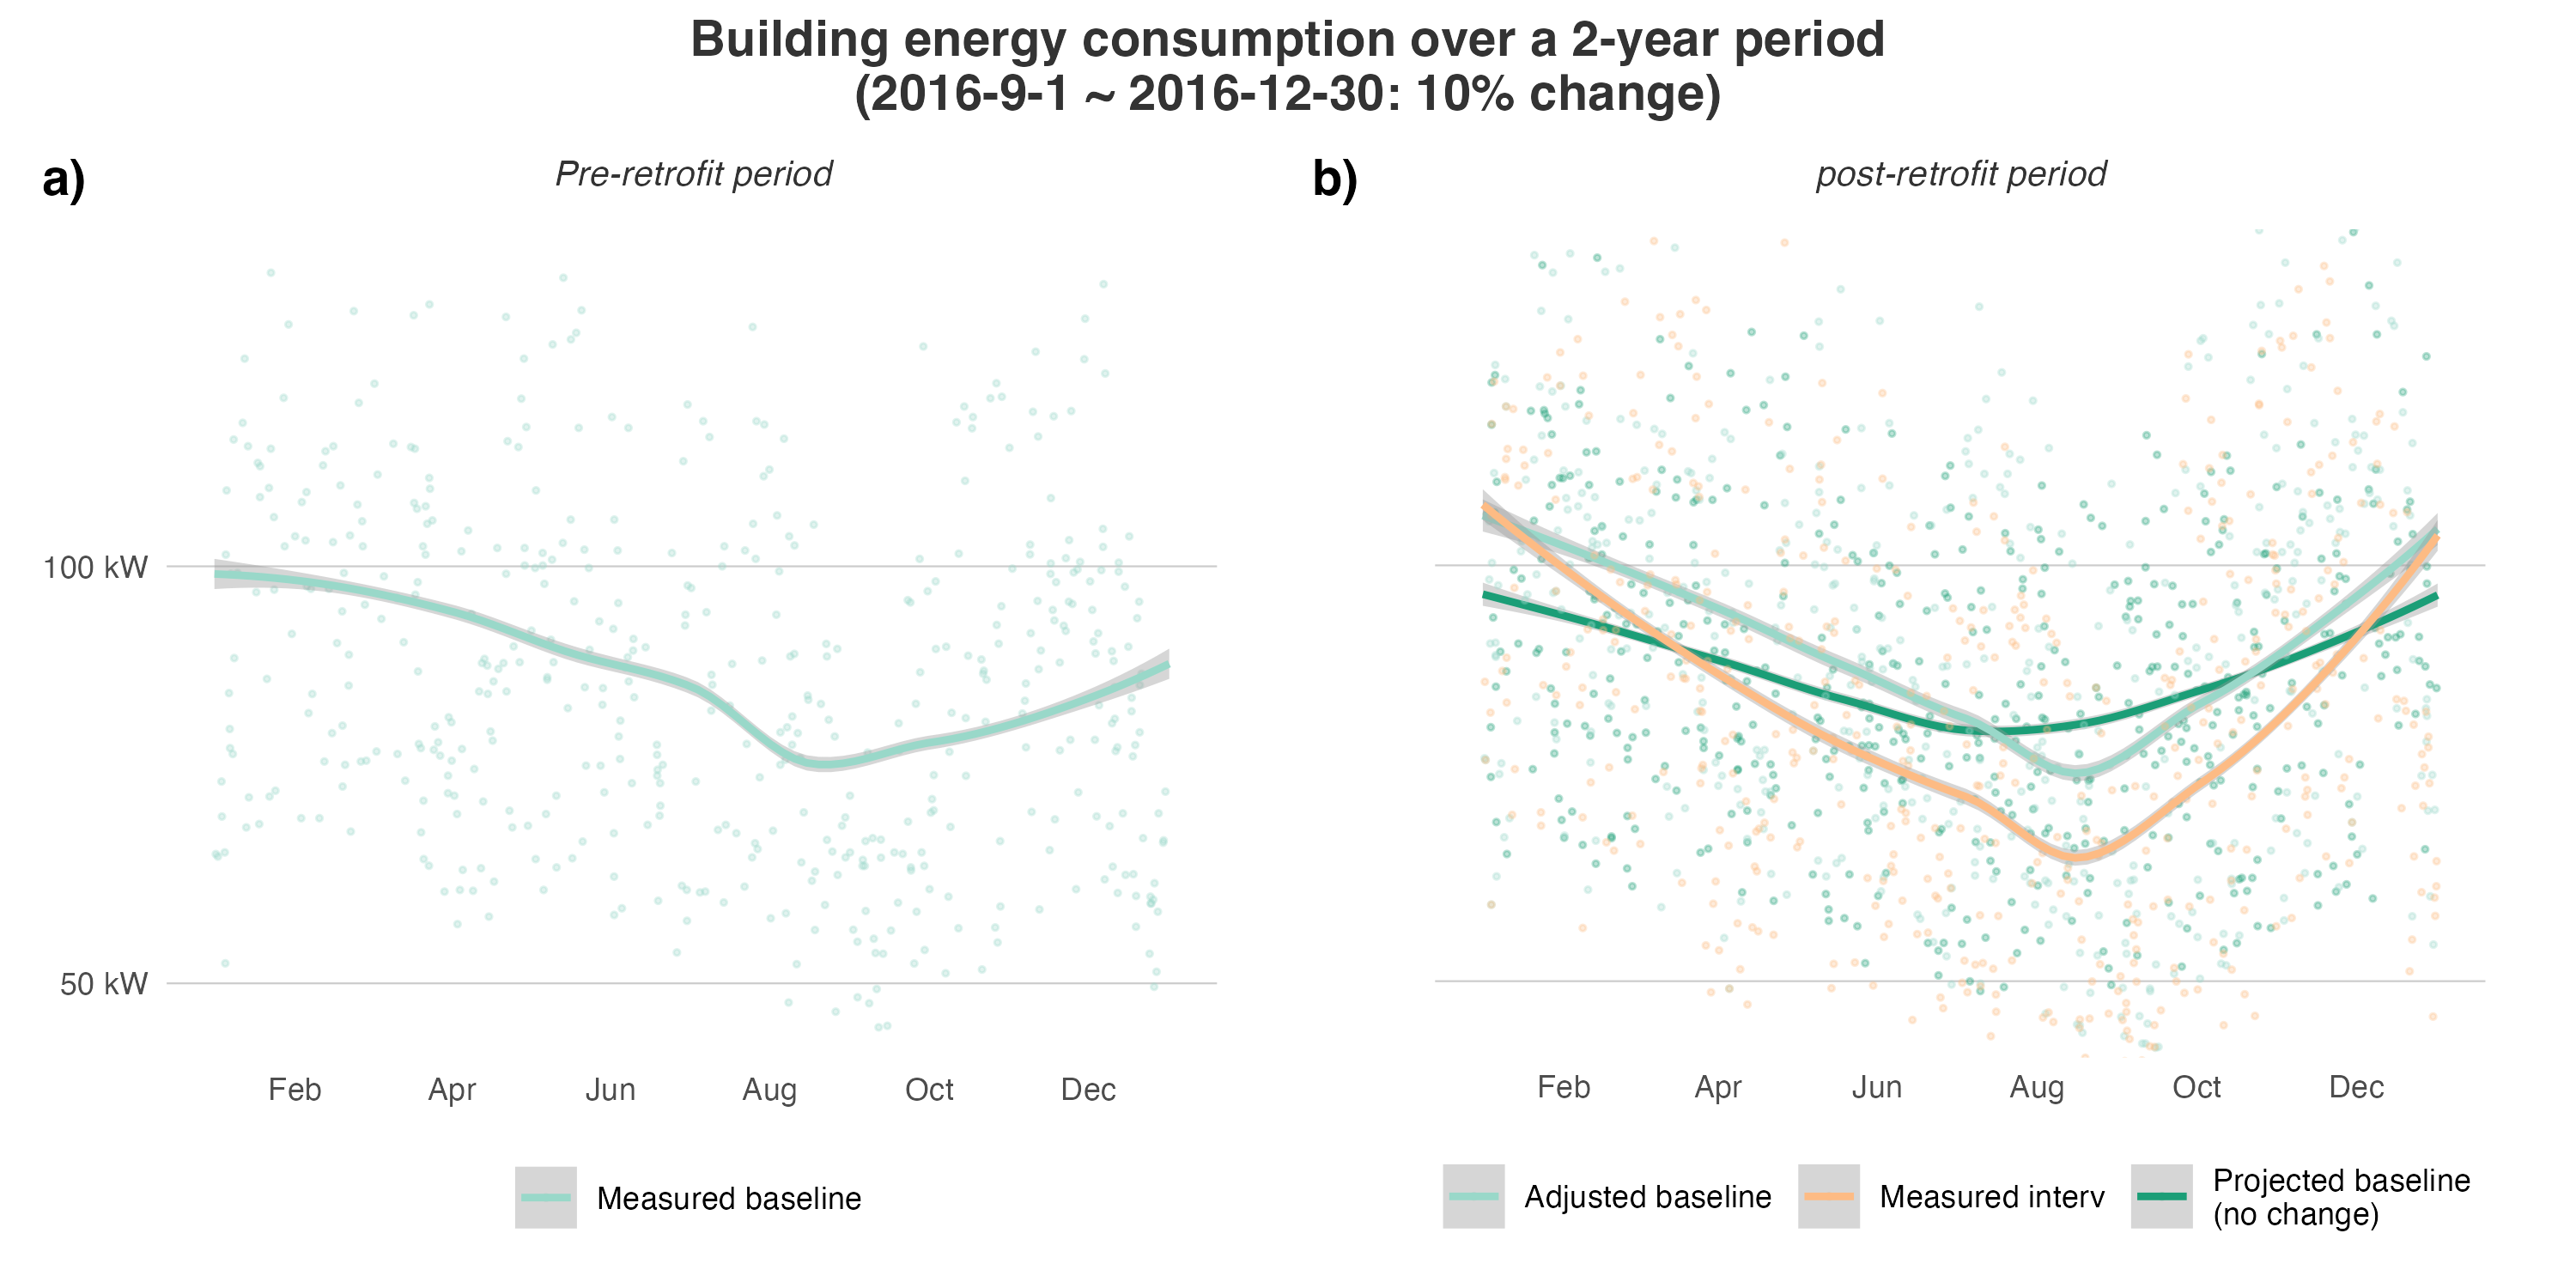 Building energy consumption over a 2-year period
(2016-9-1 ~ 2016-12-30: 10% change)
a)
Pre-retrofit period
100 kW
50 kW
Feb Apr Jun Aug Oct Dec
Measured baseline
b)
post-retrofit period
Feb Apr Jun Aug Oct Dec
Adjusted baseline
Measured interv
Projected baseline
(no change)